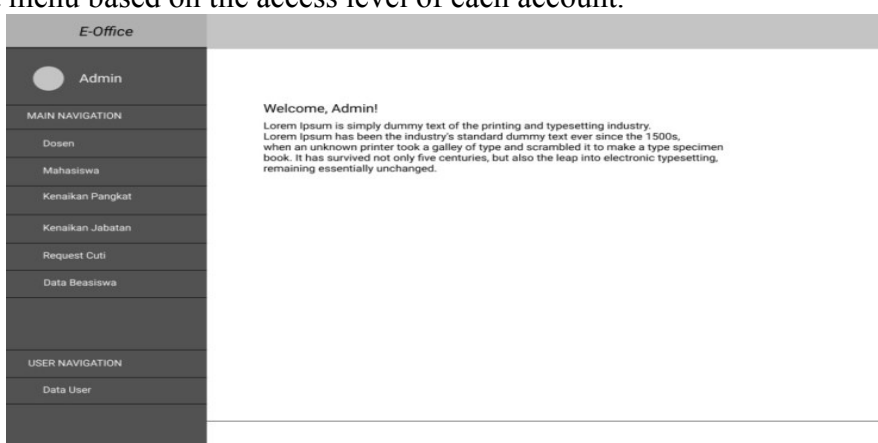 menu based on the access level of each account.
E-Office
Admin
MAIN NAVIGATION
Dosen
Mahasiswa
Kenaikan Pangkat
Kenaikan Jabatan
Request Cuti
Data Beasiswa
USER NAVIGATION
Data User
Welcome, Admin!
Lorem Ipsum is simply dummy text of the printing and typesetting industry.
Lorem Ipsum has been the industry's standard dummy text ever since the 1500s,
when an unknown printer took a galley of type and scrambled it to make a type specimen
book. It has survived not only five centuries, but also the leap into electronic typesetting,
remaining essentially unchanged.